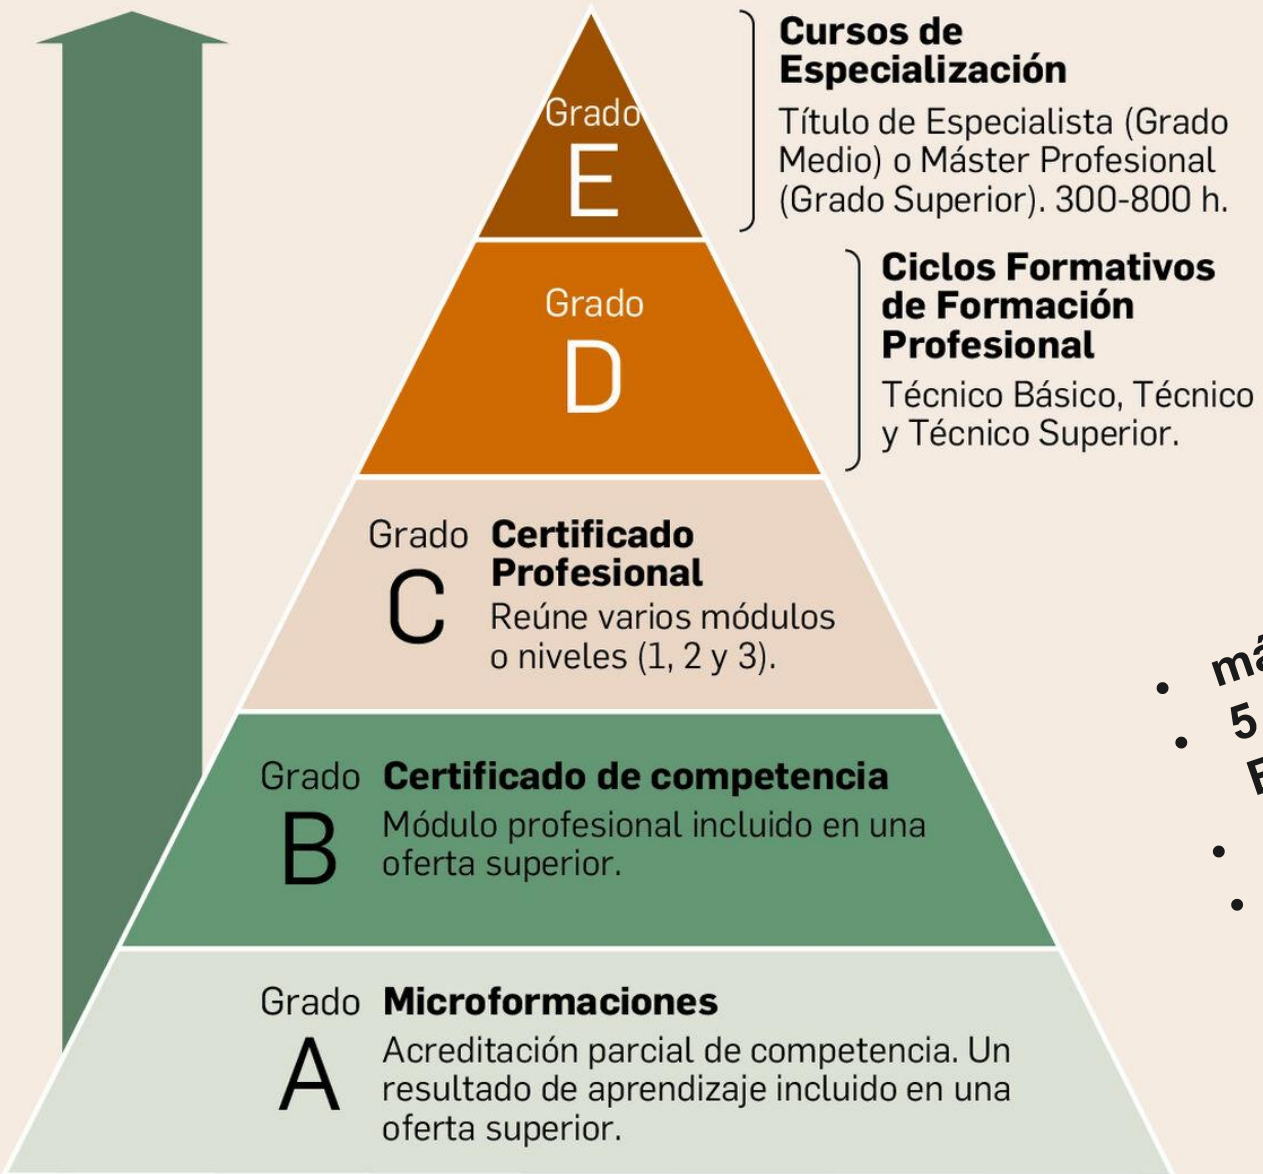 Grado
E
Cursos de
Especialización
Título de Especialista (Grado
Medio) o Máster Profesional
(Grado Superior). 300-800 h.
Grado
D
Ciclos Formativos
de Formación
Profesional
Técnico Básico, Técnico
y Técnico Superior.
Grado
C
Certificado
Profesional
Reúne varios módulos
o niveles (1, 2 y 3).
Grado
B
Certificado de competencia
Módulo profesional incluido en una
oferta superior.
Grado
A
Microformaciones
Acreditación parcial de competencia. Un
resultado de aprendizaje incluido en una
oferta superior.
5